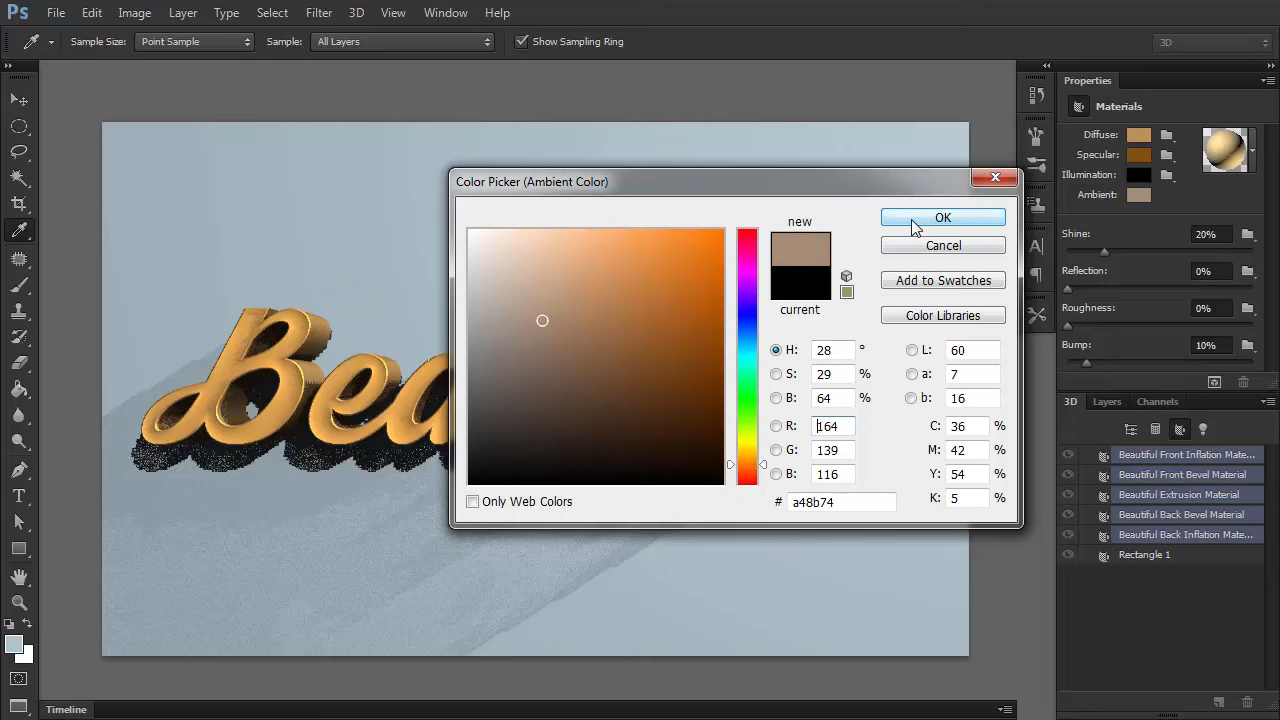 Ps File Edit Image Layer Type Select Filter 3D View Window Help
Sample Size: Point Sample Sample: All Layers Show Sampling Ring 3D
Properties
Materials
Diffuse:
Specular:
Illumination:
Ambient:
Shine: 20%
Reflection: 0%
Roughness: 0%
Bump: 10%
Color Picker (Ambient Color)
new
current
OK
Cancel
Add to Swatches
Color Libraries
H: 28 °
S: 29 %
B: 64 %
R: 164
G: 139
B: 116
# a48b74
L: 60
a: 7
b: 16
C: 36 %
M: 42 %
Y: 54 %
K: 5 %
Only Web Colors
Bea
3D Layers Channels
Beautiful Front Inflation Mate...
Beautiful Front Bevel Material
Beautiful Extrusion Material
Beautiful Back Bevel Material
Beautiful Back Inflation Mate...
Rectangle 1
Timeline